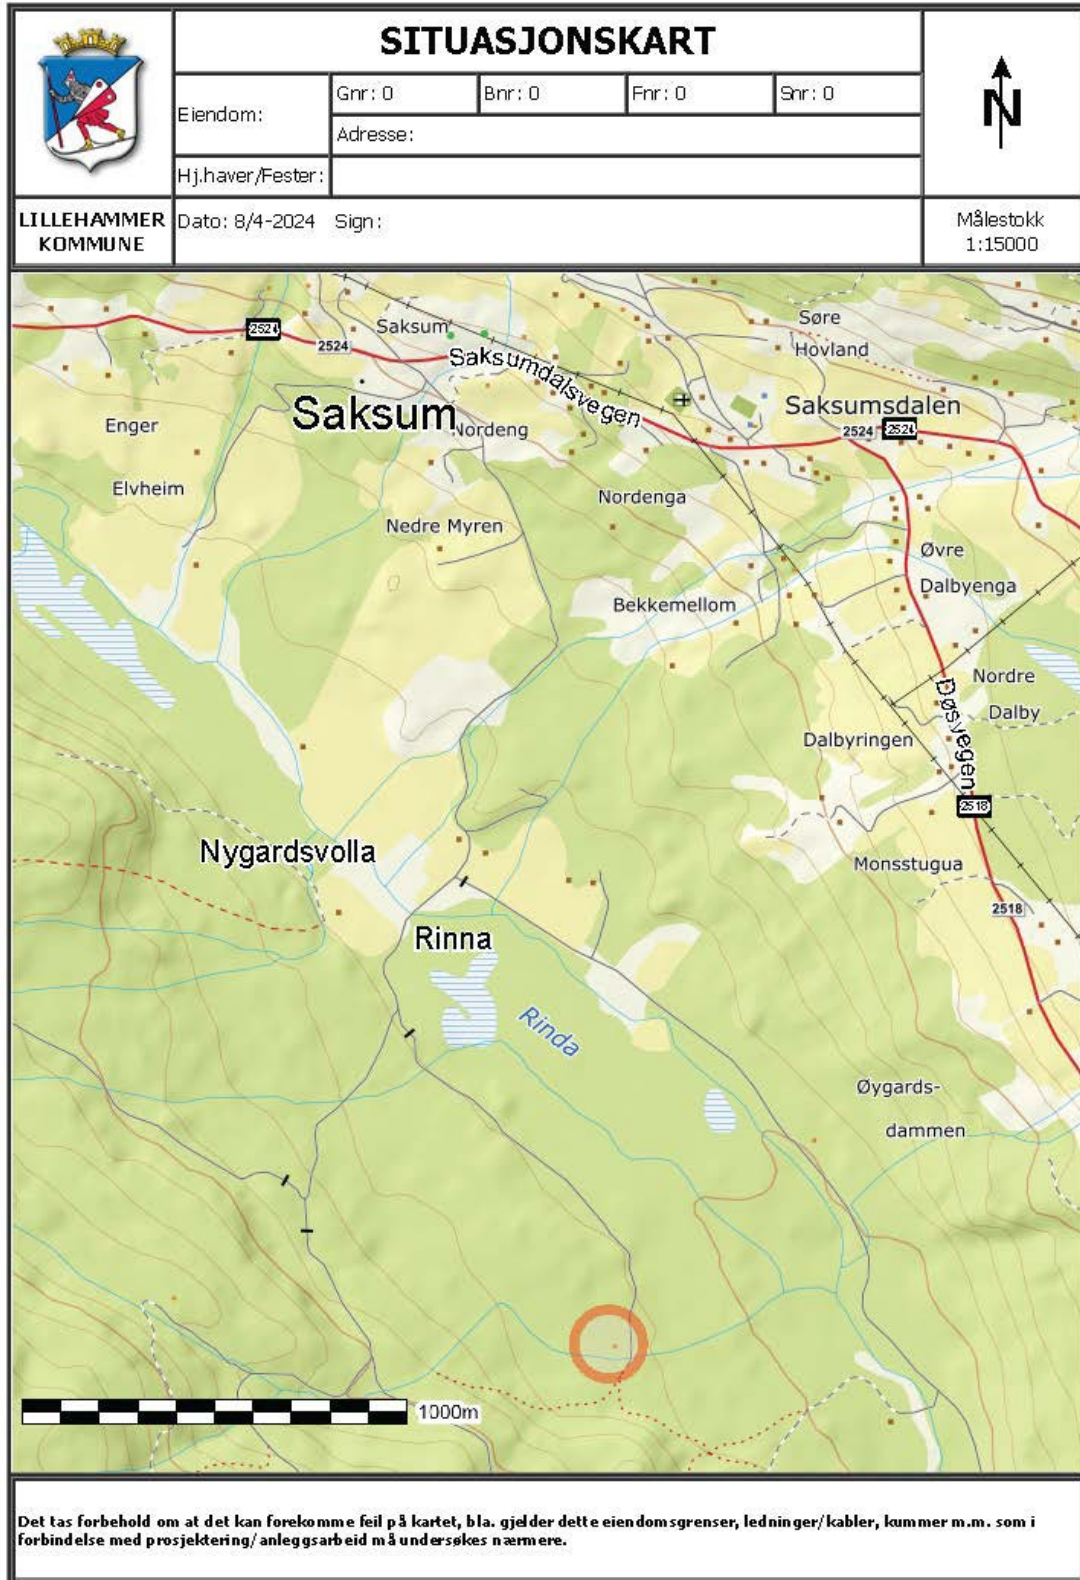 SITUASJONSKART
Eiendom:
Gnr: 0
Bnr: 0
Fnr: 0
Snr: 0
Adresse:
Hj.haver/Fester:
N
LILLEHAMMER
KOMMUNE
Dato: 8/4-2024 Sign:
Målestokk
1:15000
2524
2524
Saksum
Søre
Hovland
Saksumdalsvegen
Saksum
Saksumsdalen
2524
2524
Enger
Nordeng
Elvheim
Nordenga
Nedre Myren
Øvre
Dalbyenga
Bekkemellom
Nordre
Dalby
Døsvegen
Dalbyringen
2518
Nygardsvolla
Monsstugua
2518
Rinna
Rinda
Øygards-
dammen
1000m
Det tas forbehold om at det kan forekomme feil på kartet, bla. gjelder dette eiendomsgrenser, ledninger/kabler, kummer m.m. som i
forbindelse med prosjektering/anleggsarbeid må undersøkes nærmere.